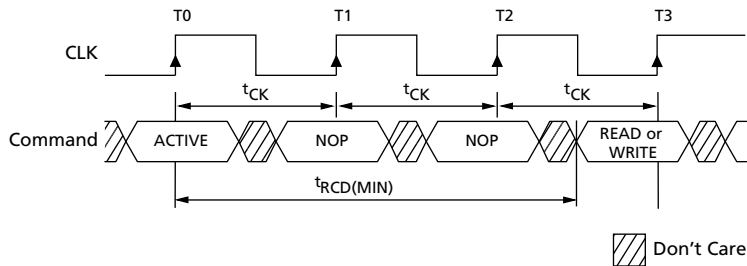 T0 T1 T2 T3
CLK
tCK tCK tCK
Command ACTIVE NOP NOP READ or
WRITE
tRCD(MIN)
Don't Care